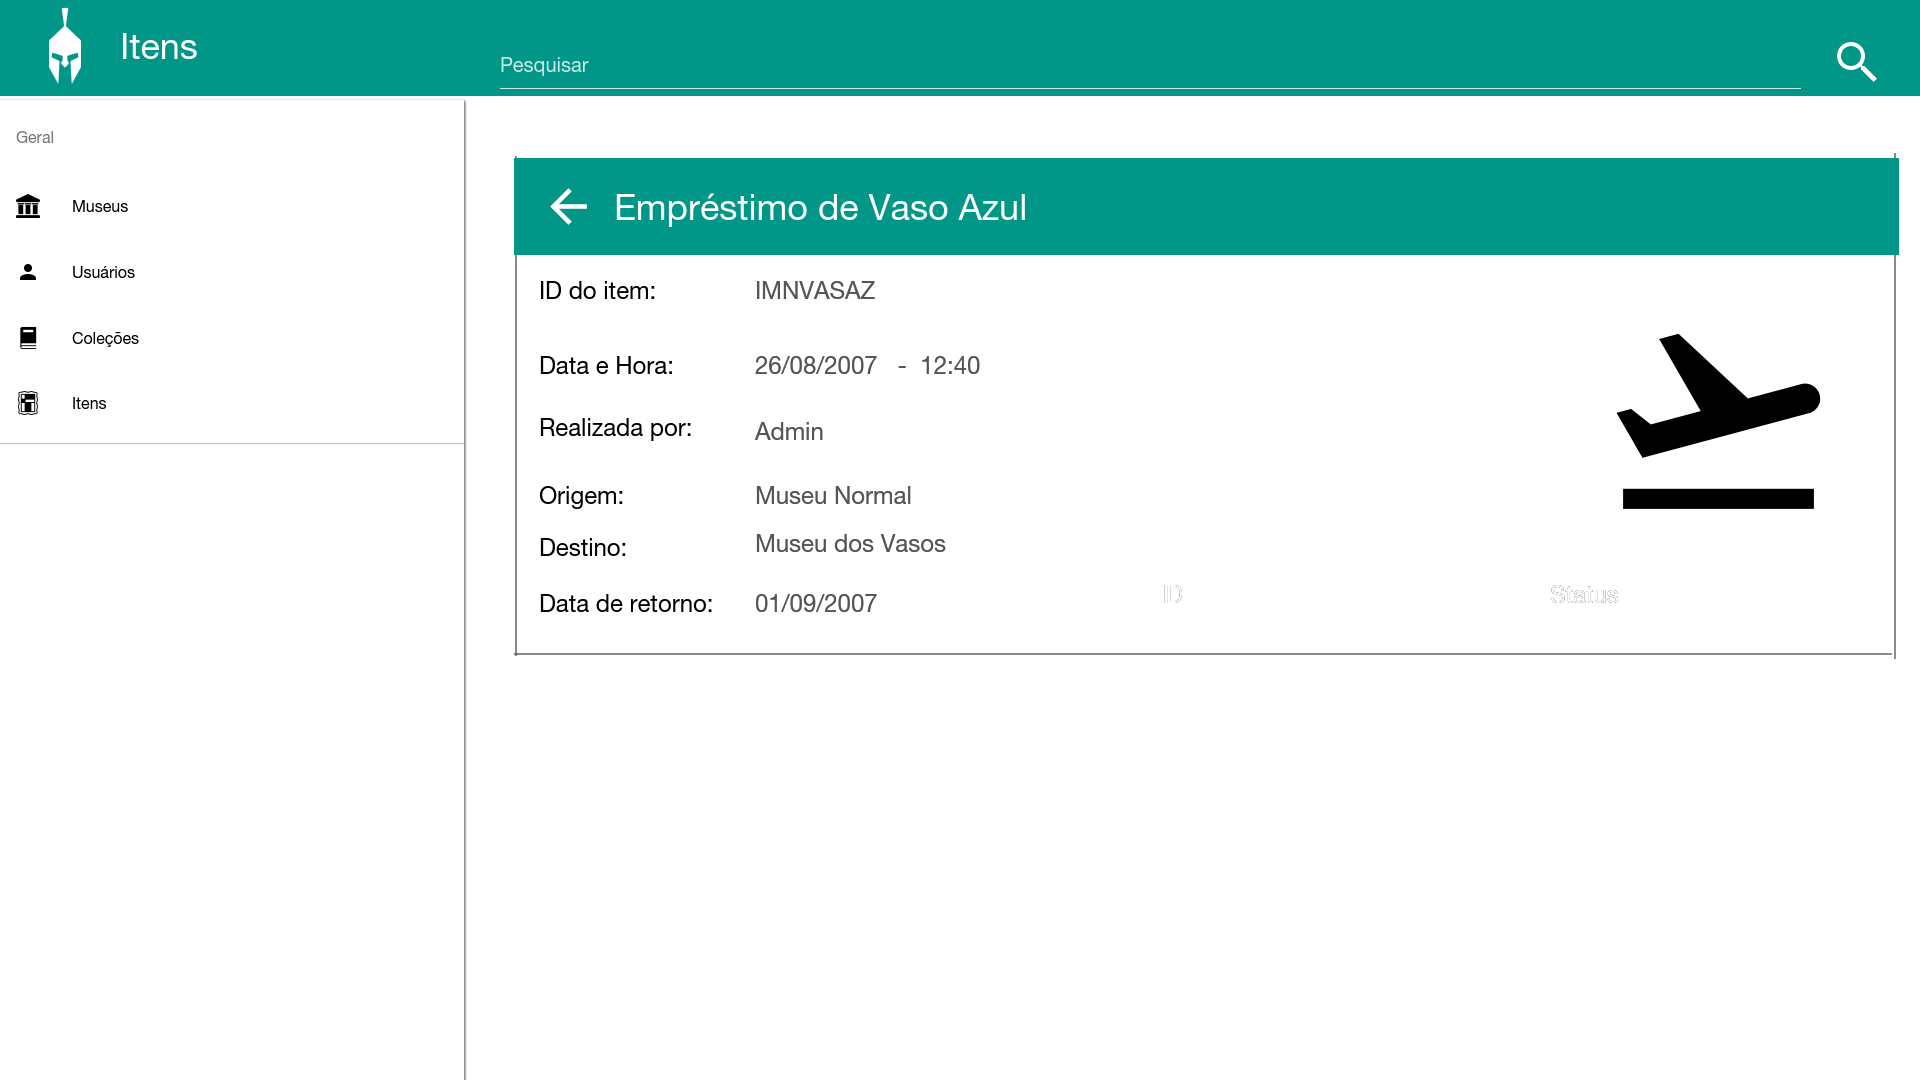 Itens
Pesquisar
Geral
Museus
Usuários
Coleções
Itens
Empréstimo de Vaso Azul
ID do item: IMNVASAZ
Data e Hora: 26/08/2007 - 12:40
Realizada por: Admin
Origem: Museu Normal
Destino: Museu dos Vasos
Data de retorno: 01/09/2007
ID Status